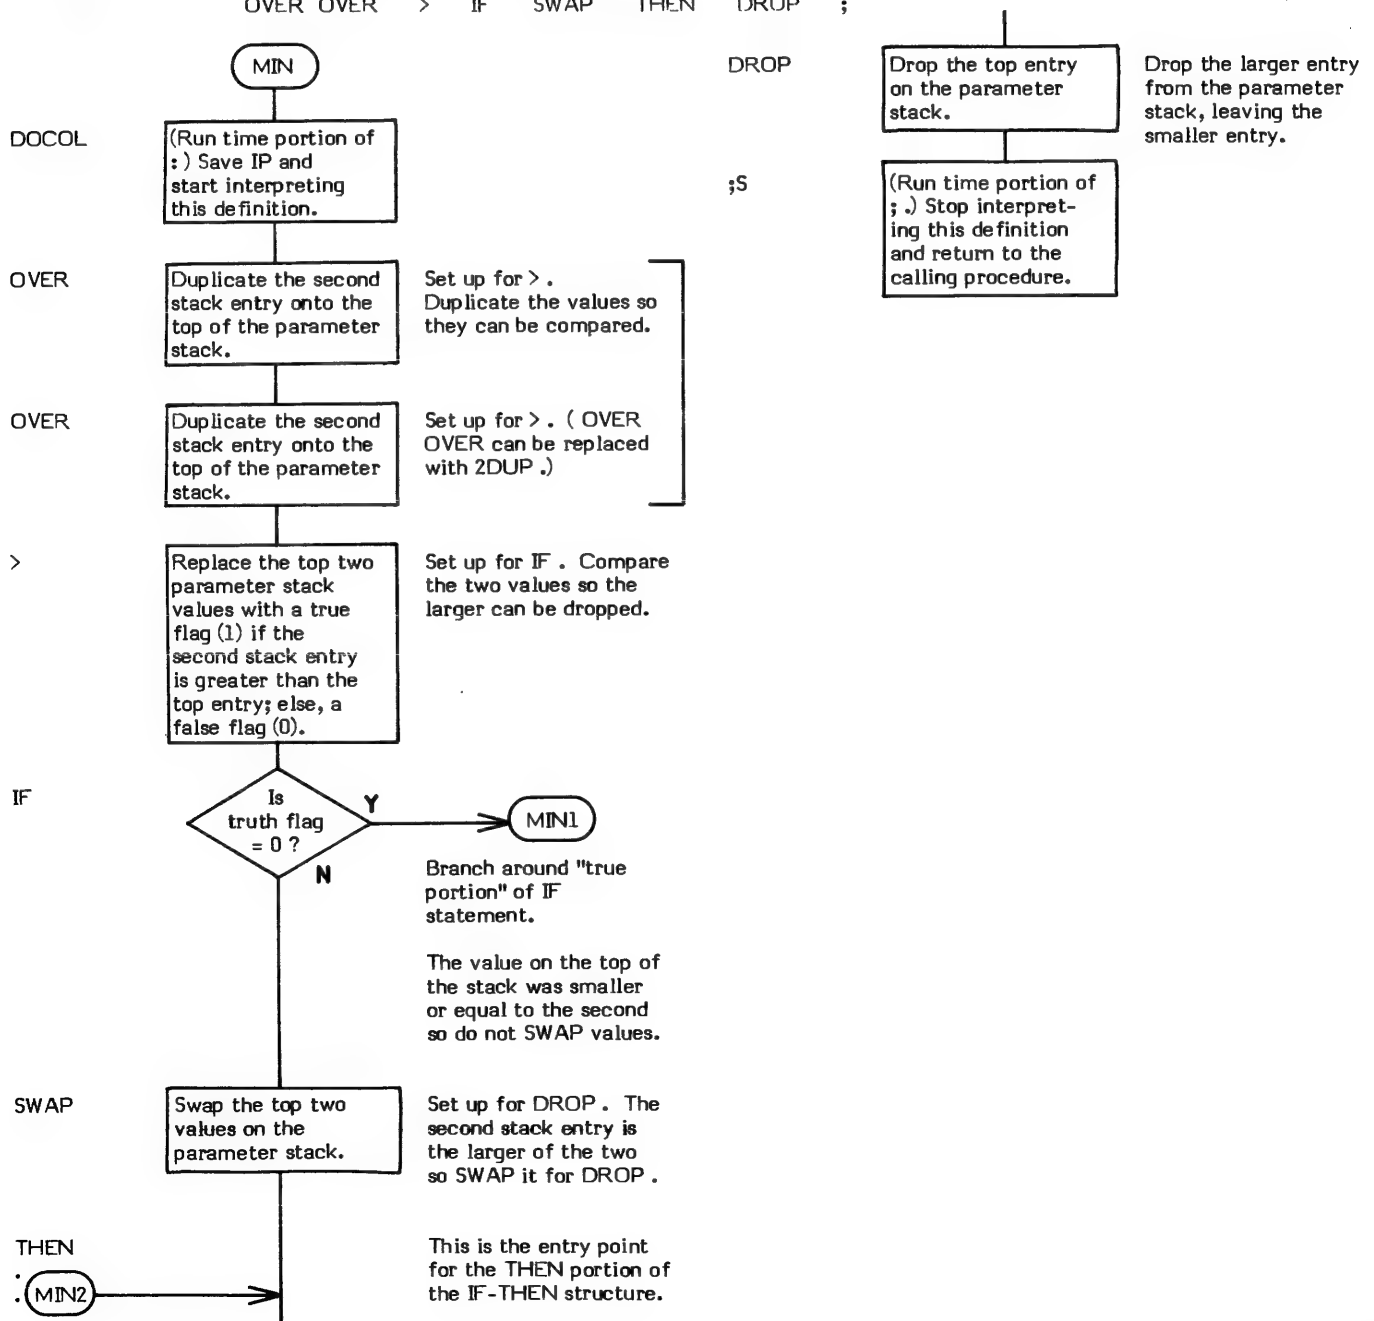 OVER OVER > IF SWAP THEN DROP ;
MIN
DOCOL
(Run time portion of
:) Save IP and
start interpreting
this definition.
OVER
Duplicate the second
stack entry onto the
top of the parameter
stack.
Set up for >.
Duplicate the values so
they can be compared.
OVER
Duplicate the second
stack entry onto the
top of the parameter
stack.
Set up for >. ( OVER
OVER can be replaced
with 2DUP .)
>
Replace the top two
parameter stack
values with a true
flag (1) if the
second stack entry
is greater than the
top entry; else, a
false flag (0).
Set up for IF . Compare
the two values so the
larger can be dropped.
IF
Is
truth flag
= 0 ?
Y
N
MIN1
Branch around "true
portion" of IF
statement.
The value on the top of
the stack was smaller
or equal to the second
so do not SWAP values.
SWAP
Swap the top two
values on the
parameter stack.
Set up for DROP . The
second stack entry is
the larger of the two
so SWAP it for DROP .
THEN
: MIN2
This is the entry point
for the THEN portion of
the IF-THEN structure.
DROP
Drop the top entry
on the parameter
stack.
Drop the larger entry
from the parameter
stack, leaving the
smaller entry.
;S
(Run time portion of
; .) Stop interpret-
ing this definition
and return to the
calling procedure.